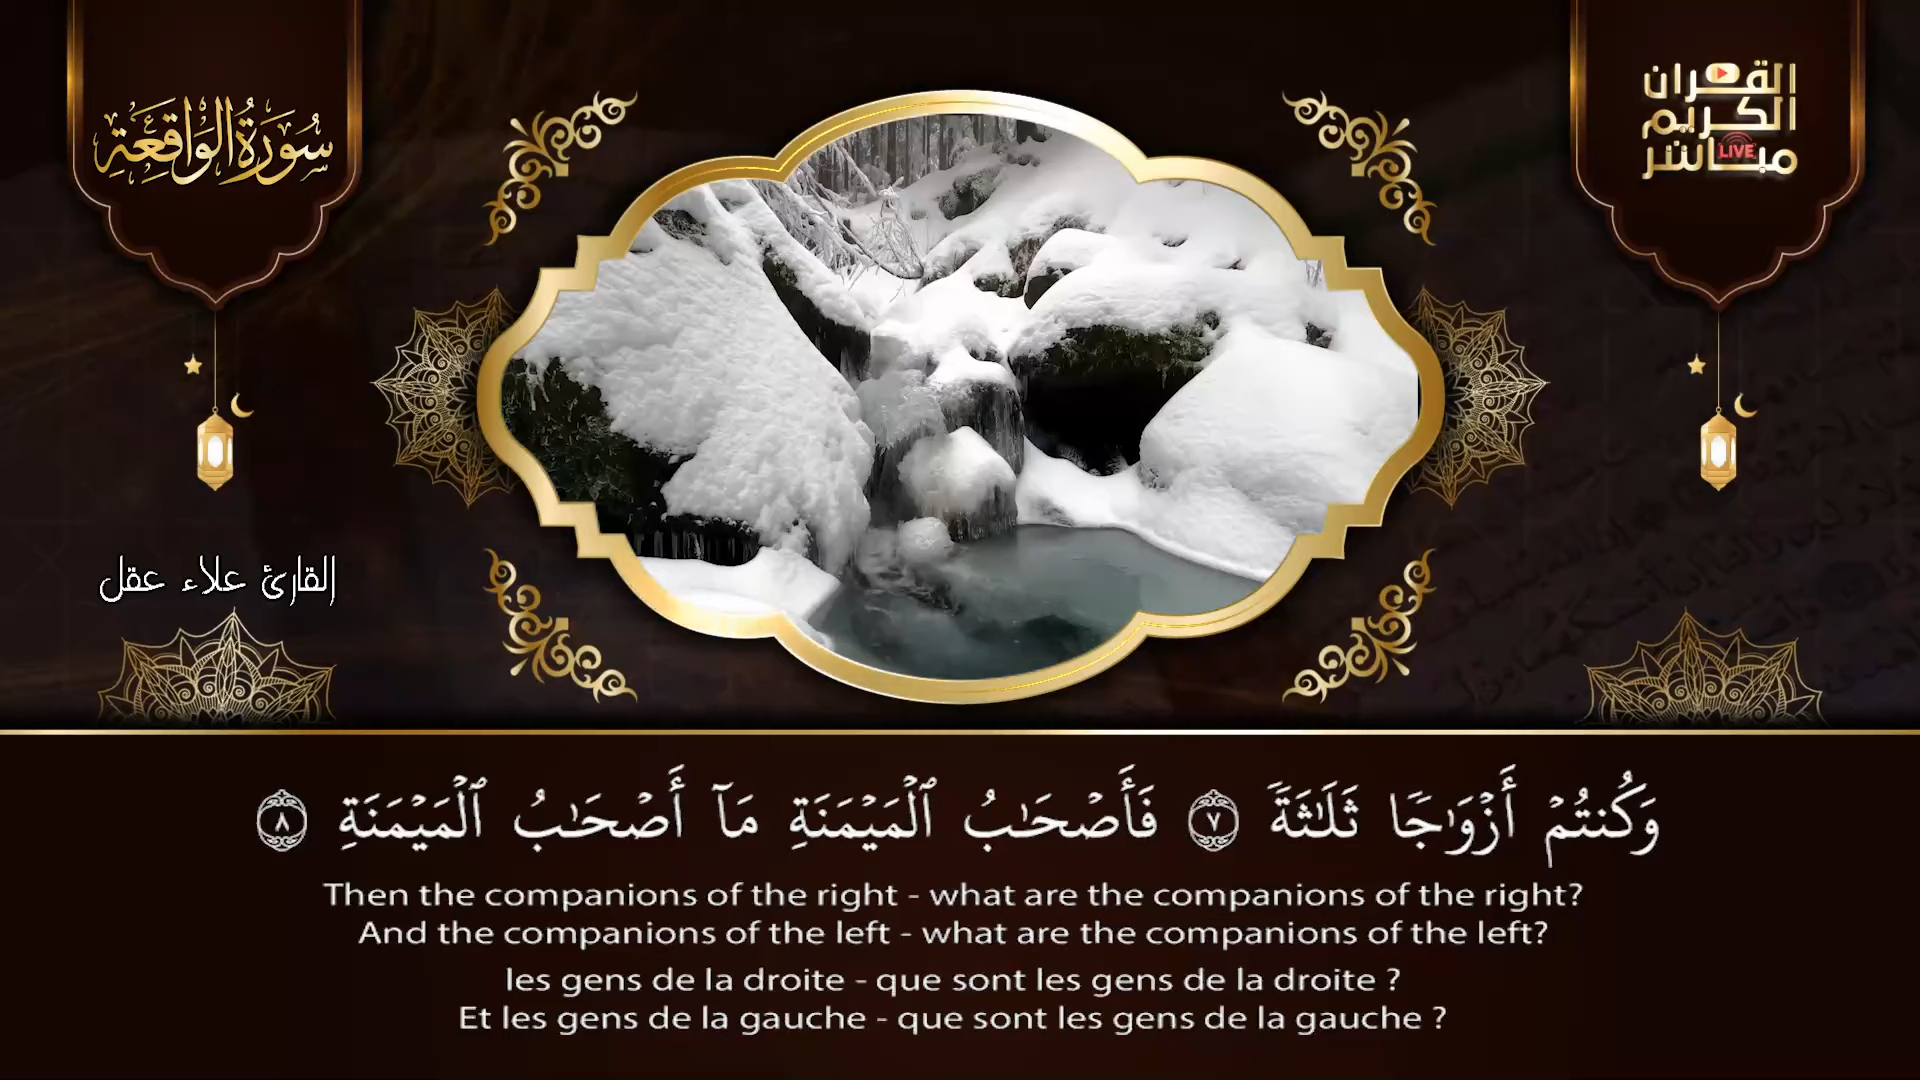 سُورَةُ الْوَاقِعَةِ
القران
الكريم
مباشر
LIVE
القارئ علاء عقل
وَكُنتُمْ أَزْوَٰجًا ثَلَٰثَةً ٧ فَأَصْحَٰبُ ٱلْمَيْمَنَةِ مَآ أَصْحَٰبُ ٱلْمَيْمَنَةِ ٨
Then the companions of the right - what are the companions of the right?
And the companions of the left - what are the companions of the left?
les gens de la droite - que sont les gens de la droite ?
Et les gens de la gauche - que sont les gens de la gauche ?